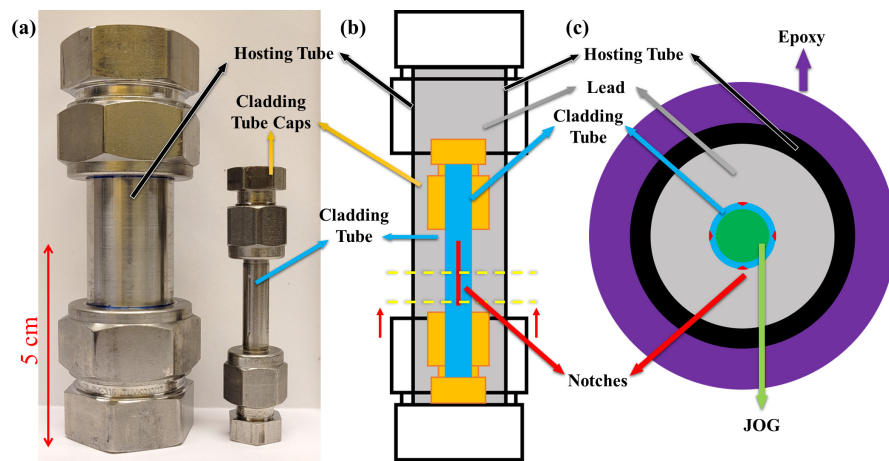 (a)
(b)
(c)
Hosting Tube
Cladding
Tube Caps
Cladding
Tube
5 cm
Hosting Tube
Lead
Cladding
Tube
Notches
Epoxy
JOG